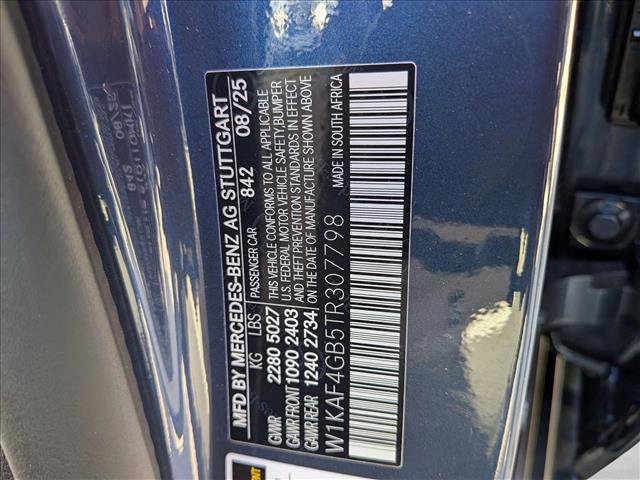 MFD BY MERCEDES-BENZ AG STUTTGART
842 08/25
KG LBS PASSENGER CAR
GVWR 2280 5027
GAWR FRONT 1090 2403
GAWR REAR 1240 2734
THIS VEHICLE CONFORMS TO ALL APPLICABLE
U.S. FEDERAL MOTOR VEHICLE SAFETY,BUMPER
AND THEFT PREVENTION STANDARDS IN EFFECT
ON THE DATE OF MANUFACTURE SHOWN ABOVE
W1KAF4GB5TR307798 MADE IN SOUTH AFRICA